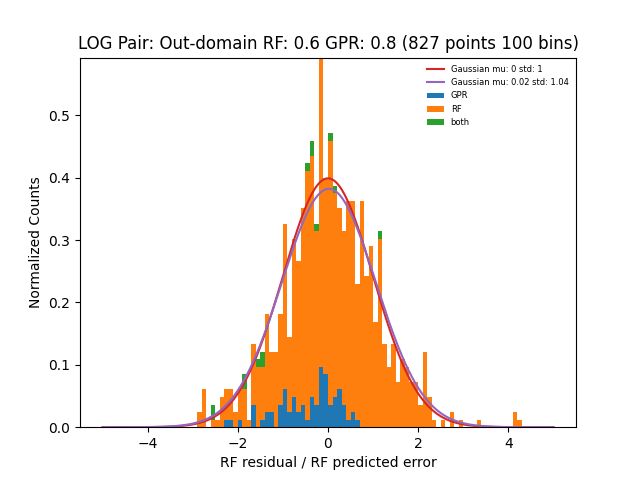 LOG Pair: Out-domain RF: 0.6 GPR: 0.8 (827 points 100 bins)
Gaussian mu: 0 std: 1
Gaussian mu: 0.02 std: 1.04
GPR
RF
both
Normalized Counts
0.5
0.4
0.3
0.2
0.1
0.0
−4
−2
0
2
4
RF residual / RF predicted error